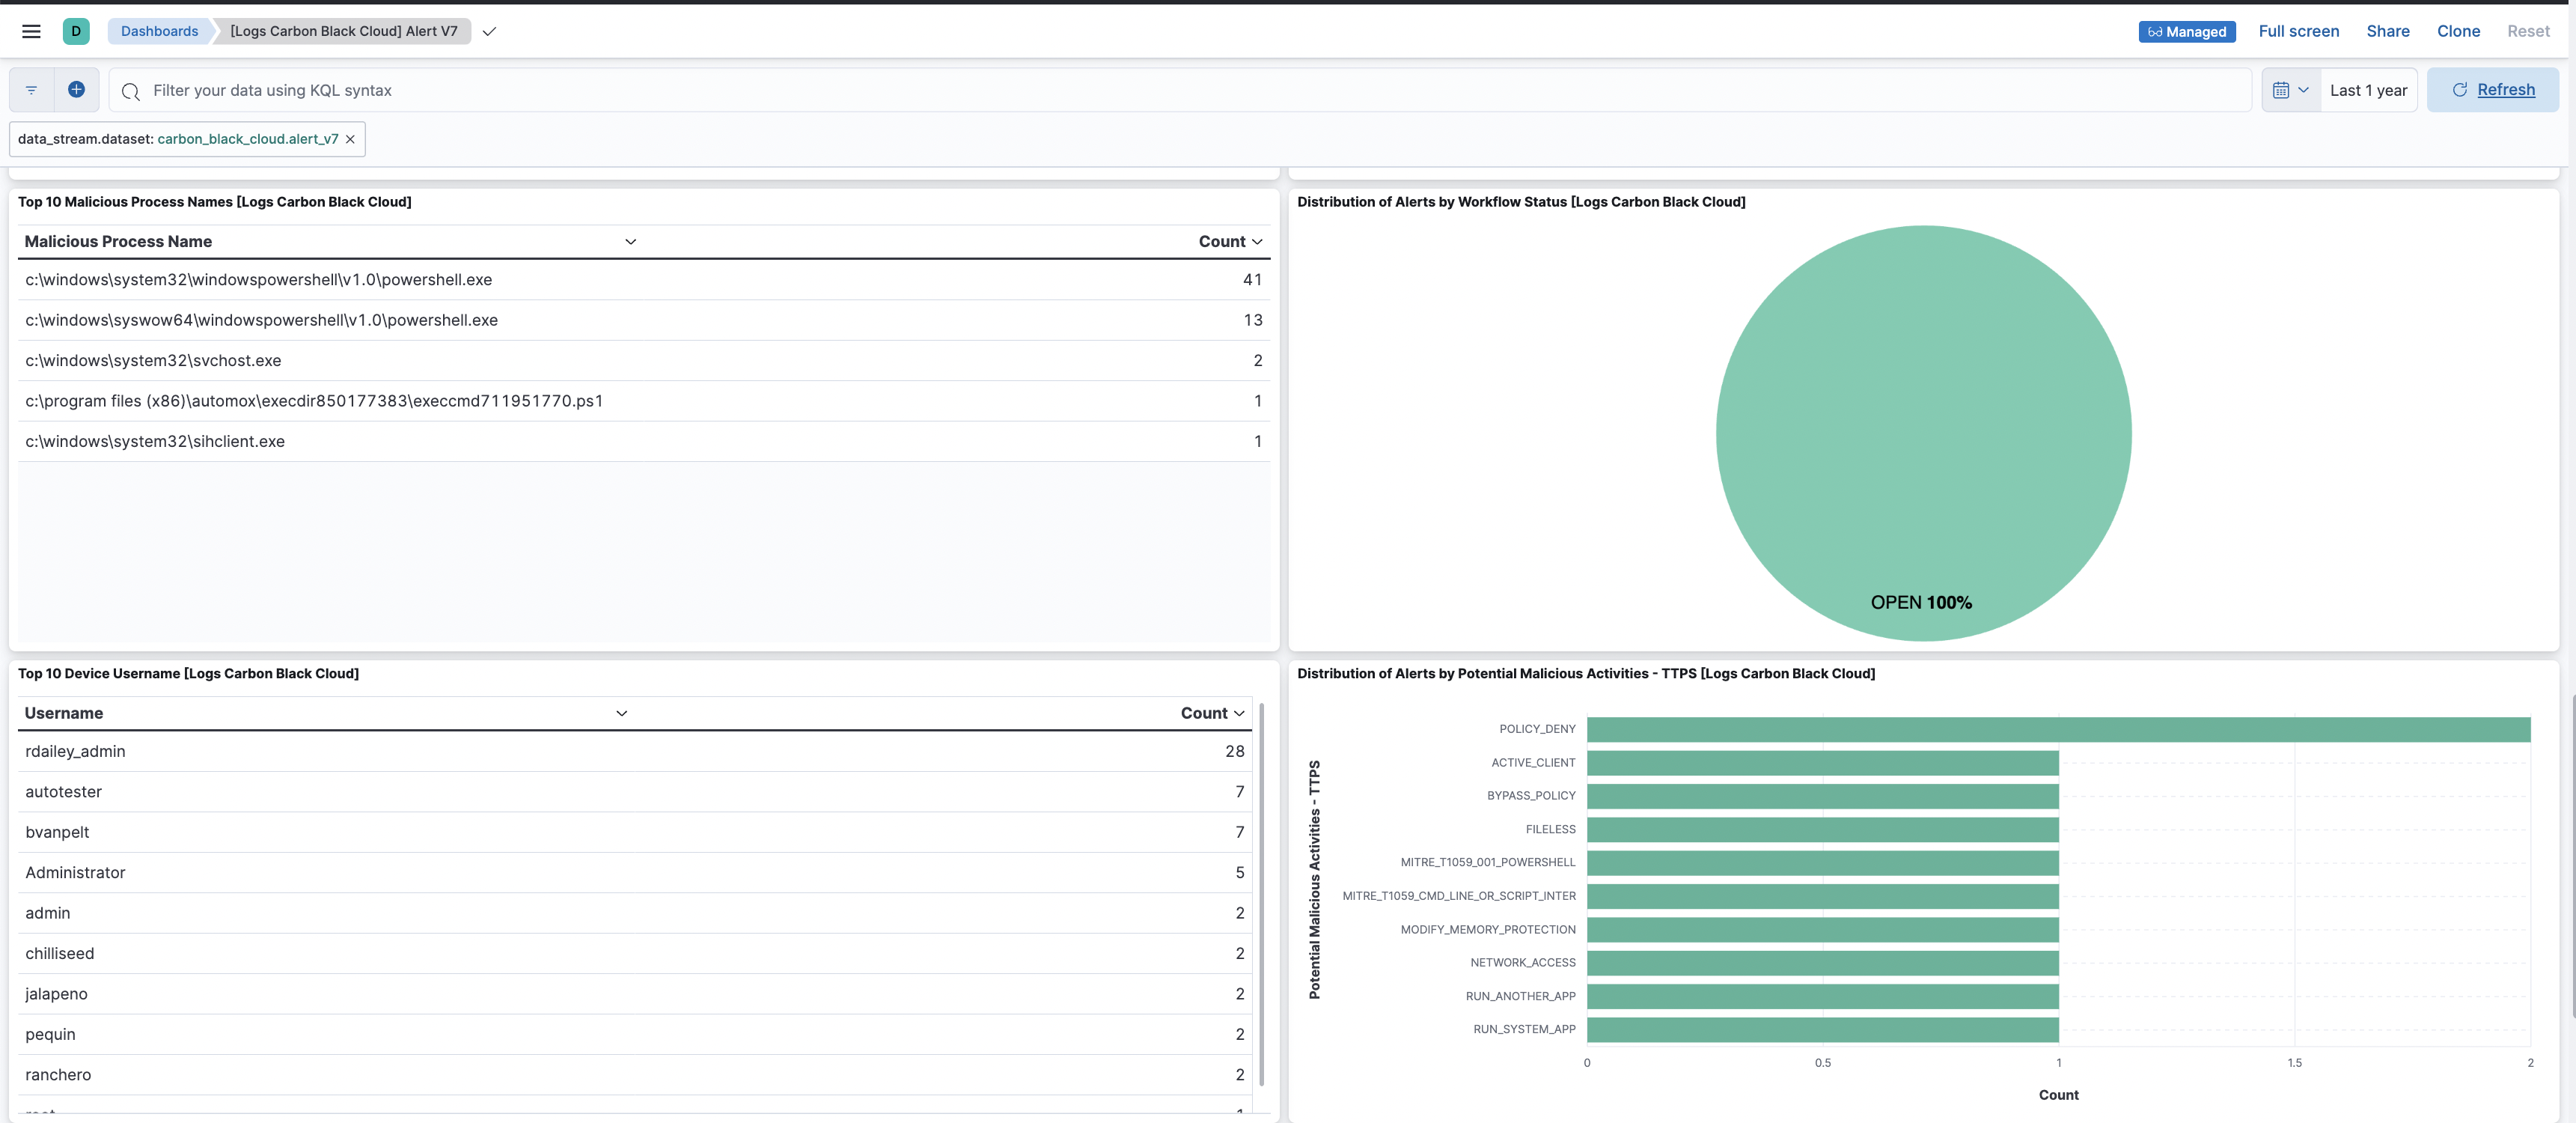 D Dashboards [Logs Carbon Black Cloud] Alert V7 Managed Full screen Share Clone Reset
Filter your data using KQL syntax Last 1 year Refresh
data_stream.dataset: carbon_black_cloud.alert_v7
Top 10 Malicious Process Names [Logs Carbon Black Cloud]
Malicious Process Name Count
c:\windows\system32\windowspowershell\v1.0\powershell.exe 41
c:\windows\syswow64\windowspowershell\v1.0\powershell.exe 13
c:\windows\system32\svchost.exe 2
c:\program files (x86)\automox\execdir850177383\execcmd711951770.ps1 1
c:\windows\system32\sihclient.exe 1
Distribution of Alerts by Workflow Status [Logs Carbon Black Cloud]
OPEN 100%
Top 10 Device Username [Logs Carbon Black Cloud]
Username Count
rdailey_admin 28
autotester 7
bvanpelt 7
Administrator 5
admin 2
chilliseed 2
jalapeno 2
pequin 2
ranchero 2
Distribution of Alerts by Potential Malicious Activities - TTPS [Logs Carbon Black Cloud]
Potential Malicious Activities - TTPS
POLICY_DENY
ACTIVE_CLIENT
BYPASS_POLICY
FILELESS
MITRE_T1059_001_POWERSHELL
MITRE_T1059_CMD_LINE_OR_SCRIPT_INTER
MODIFY_MEMORY_PROTECTION
NETWORK_ACCESS
RUN_ANOTHER_APP
RUN_SYSTEM_APP
0 0.5 1 1.5 2
Count